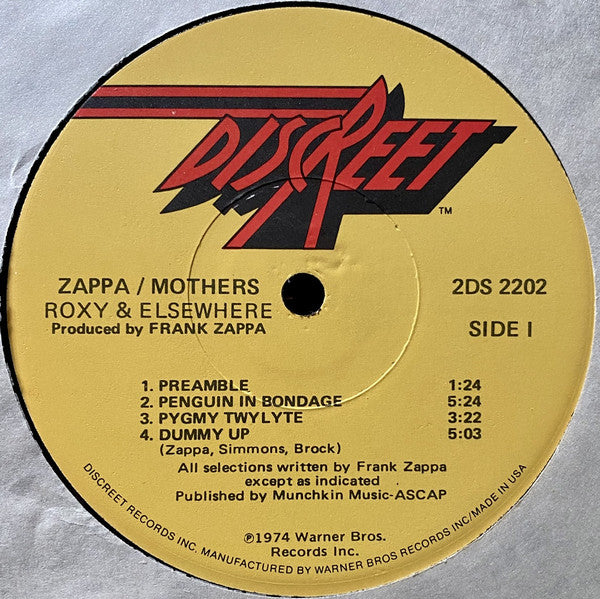 DISCREET
TM
ZAPPA / MOTHERS
ROXY & ELSEWHERE
Produced by FRANK ZAPPA
2DS 2202
SIDE I
1. PREAMBLE 1:24
2. PENGUIN IN BONDAGE 5:24
3. PYGMY TWYLYTE 3:22
4. DUMMY UP 5:03
(Zappa, Simmons, Brock)
All selections written by Frank Zappa
except as indicated
Published by Munchkin Music-ASCAP
℗1974 Warner Bros.
Records Inc.
DISCREET RECORDS INC. MANUFACTURED BY WARNER BROS RECORDS INC/MADE IN USA